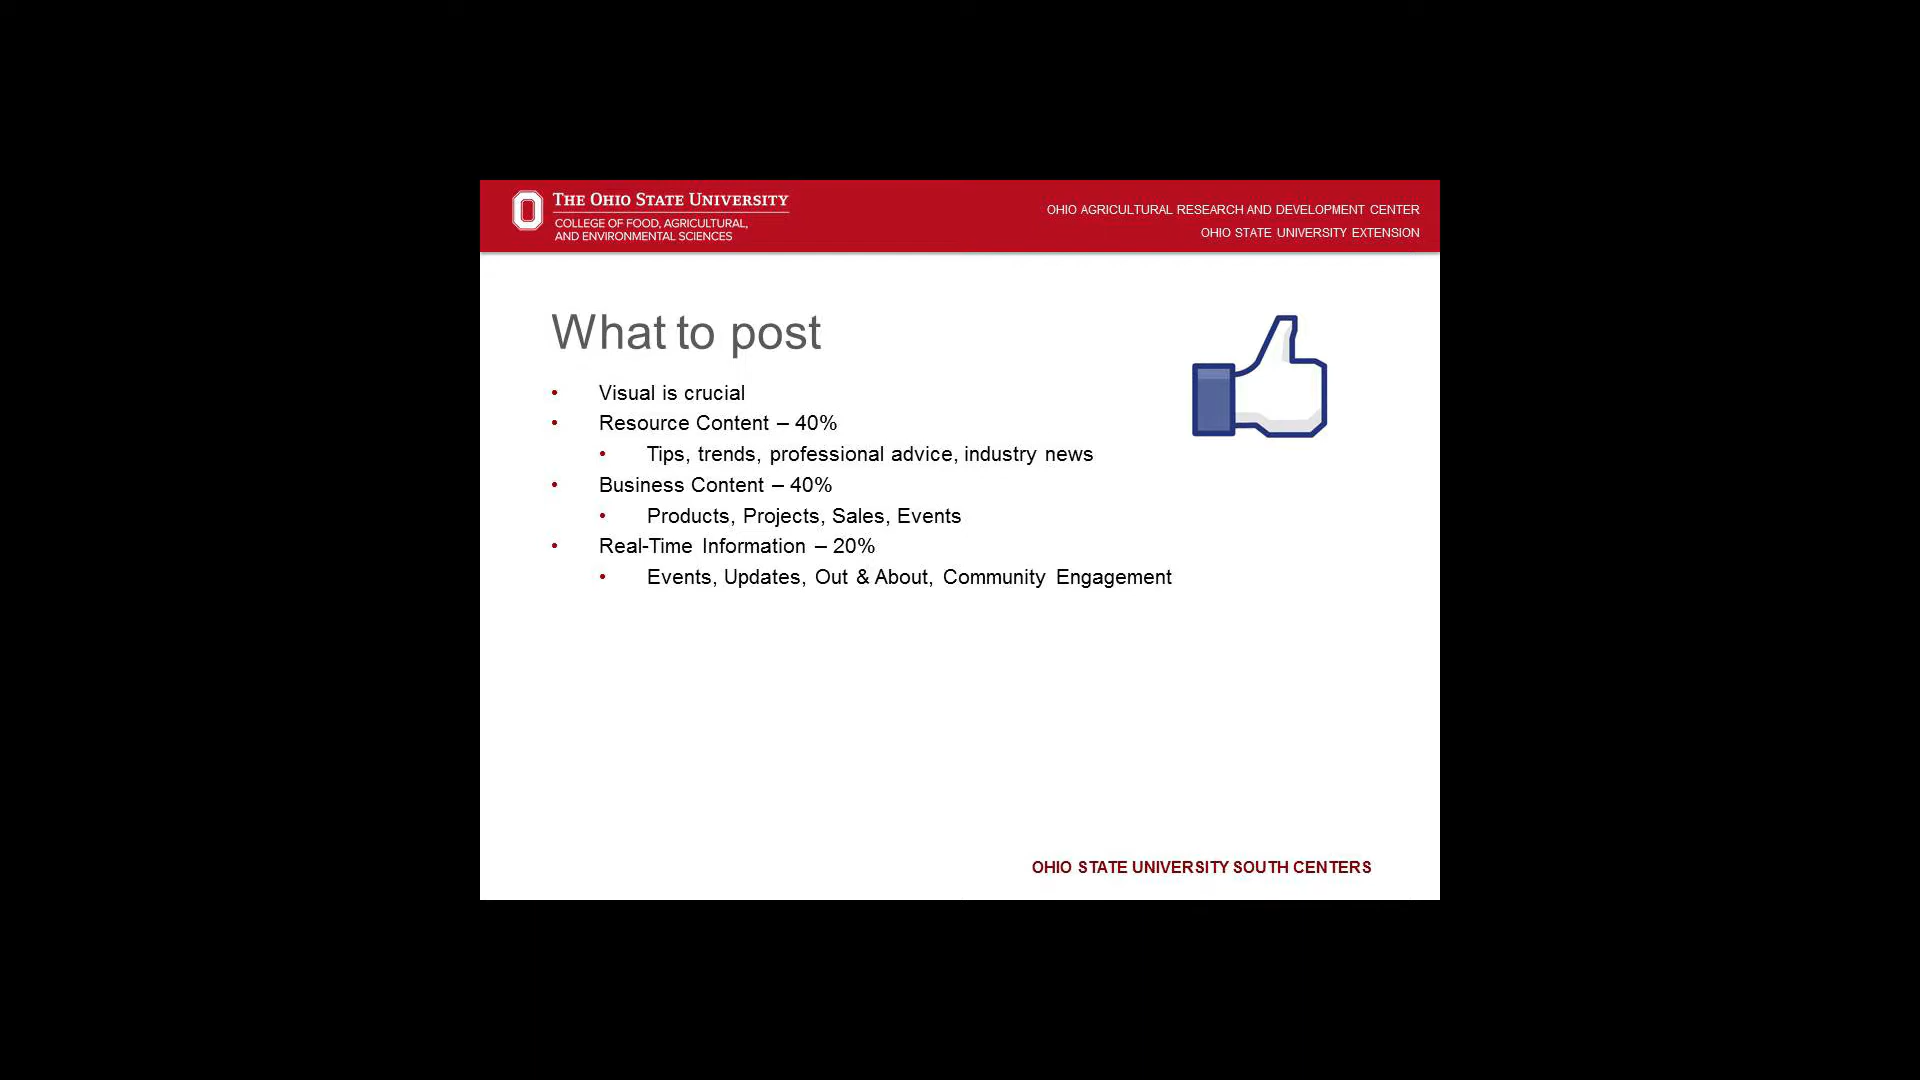 THE OHIO STATE UNIVERSITY
COLLEGE OF FOOD, AGRICULTURAL,
AND ENVIRONMENTAL SCIENCES
OHIO AGRICULTURAL RESEARCH AND DEVELOPMENT CENTER
OHIO STATE UNIVERSITY EXTENSION
What to post
• Visual is crucial
• Resource Content – 40%
• Tips, trends, professional advice, industry news
• Business Content – 40%
• Products, Projects, Sales, Events
• Real-Time Information – 20%
• Events, Updates, Out & About, Community Engagement
OHIO STATE UNIVERSITY SOUTH CENTERS